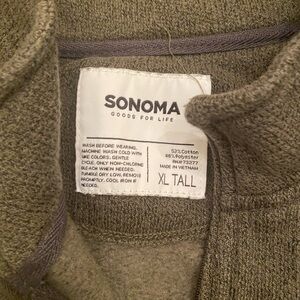 SONOMA
GOODS FOR LIFE
WASH BEFORE WEARING.
MACHINE WASH COLD WITH
LIKE COLORS. GENTLE
CYCLE. ONLY NON-CHLORINE
BLEACH WHEN NEEDED.
TUMBLE DRY LOW. REMOVE
PROMPTLY. COOL IRON IF
NEEDED.
52% Cotton
48% Polyester
RN# 73277
MADE IN VIETNAM
XL TALL